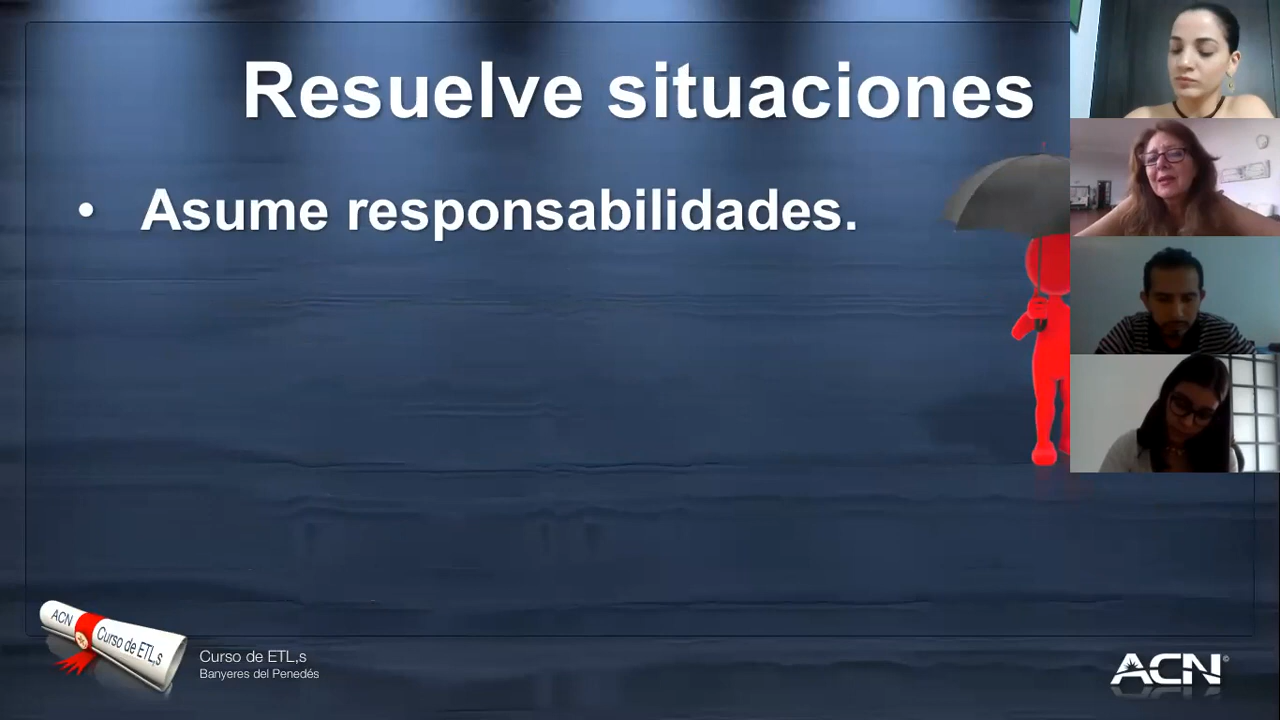 Resuelve situaciones
• Asume responsabilidades.
ACN
Curso de ETL,s
Curso de ETL,s
Banyeres del Penedés
ACN©